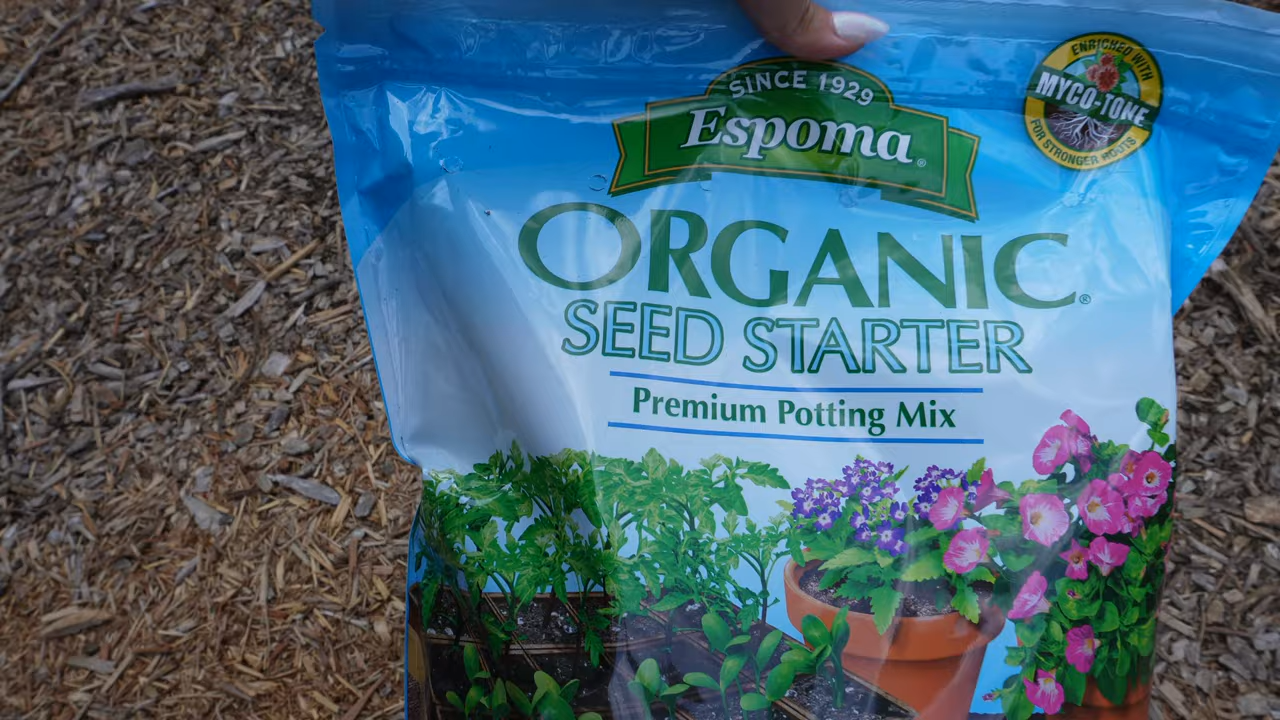 SINCE 1929
Espoma®
ENRICHED WITH
MYCO-TONE
FOR STRONGER ROOTS
ORGANIC®
SEED STARTER
Premium Potting Mix